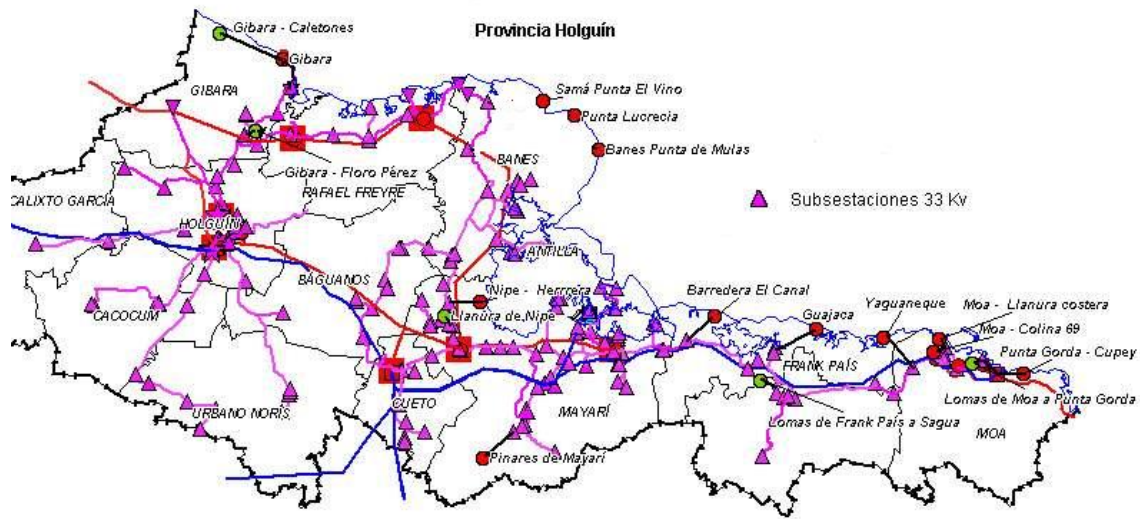 Gibara - Caletones
Provincia Holguín
Gibara
GIBARA
Samá Punta El Vino
Punta Lucrecia
Banes Punta de Mulas
BANES
Gibara - Floro Pérez
RAFAEL FREYRE
CALIXTO GARCÍA
Subsestaciones 33 Kv
HOLGUÍN
ANTILLA
BÁGUANOS
Nipe - Herrrera
Barredera El Canal
Yaguaneque
Moa - Llanura costera
CACOCUM
Llanura de Nipe
Guajaca
Moa - Colina 69
Punta Gorda - Cupey
FRANK PAÍS
Lomas de Moa a Punta Gorda
URBANO NORÍS
CUETO
MAYARÍ
Lomas de Frank País a Sagua
MOA
Pinares de Mayarí